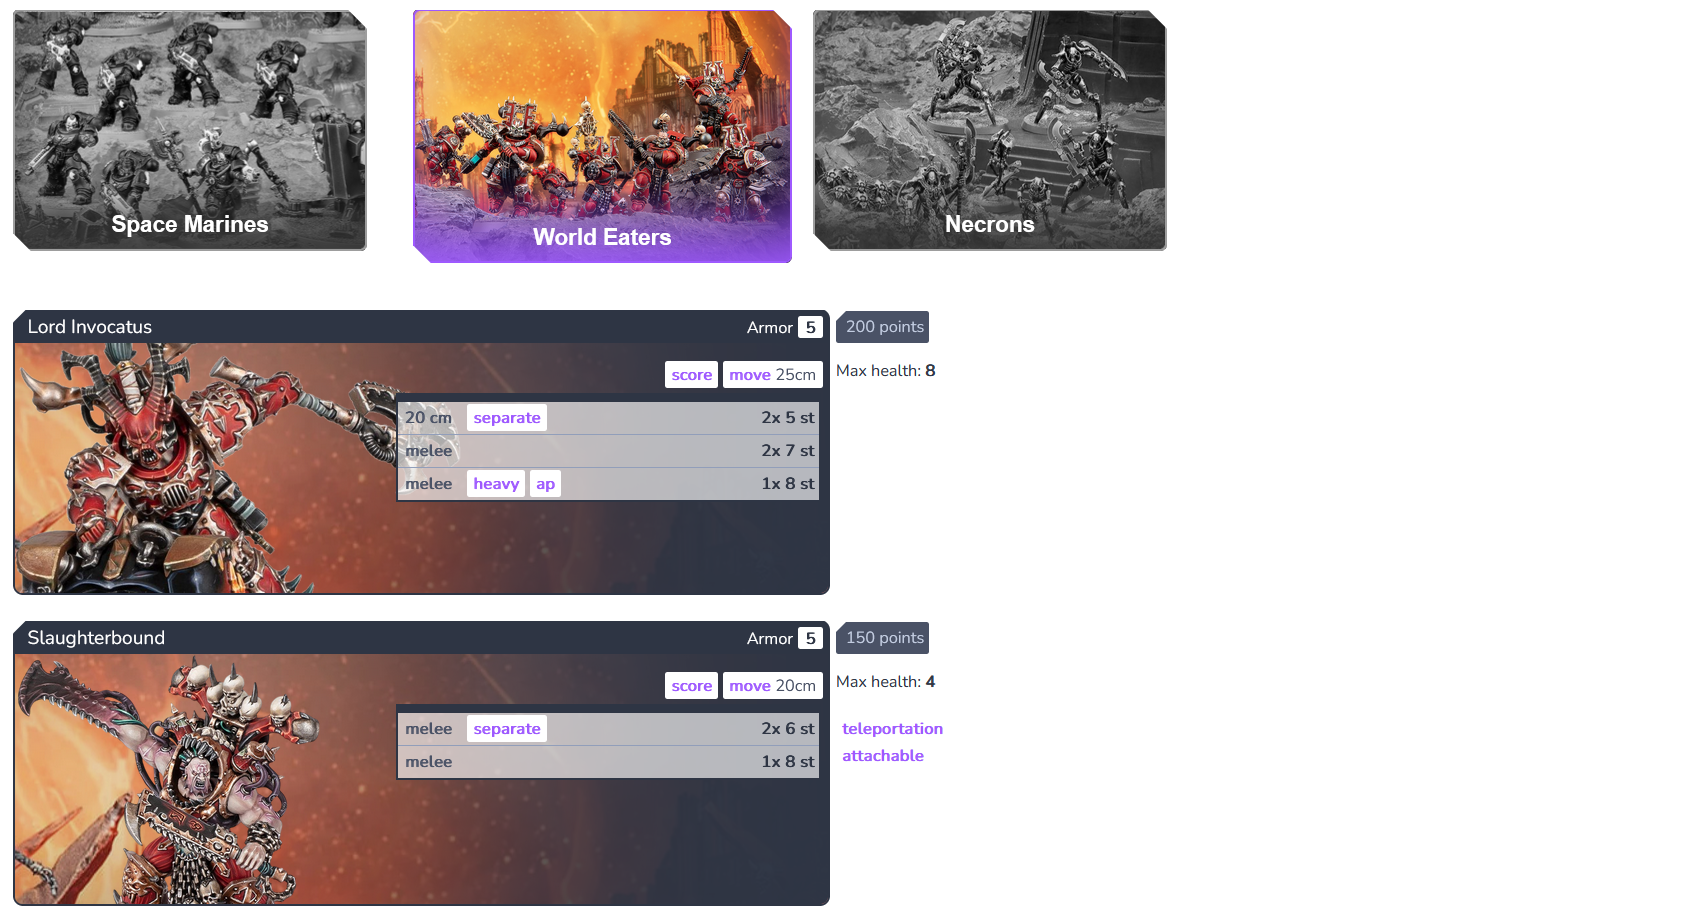 Space Marines
World Eaters
Necrons
Lord Invocatus Armor 5 200 points
score move 25cm Max health: 8
20 cm separate 2x 5 st
melee 2x 7 st
melee heavy ap 1x 8 st
Slaughterbound Armor 5 150 points
score move 20cm Max health: 4
melee separate 2x 6 st teleportation
melee 1x 8 st attachable